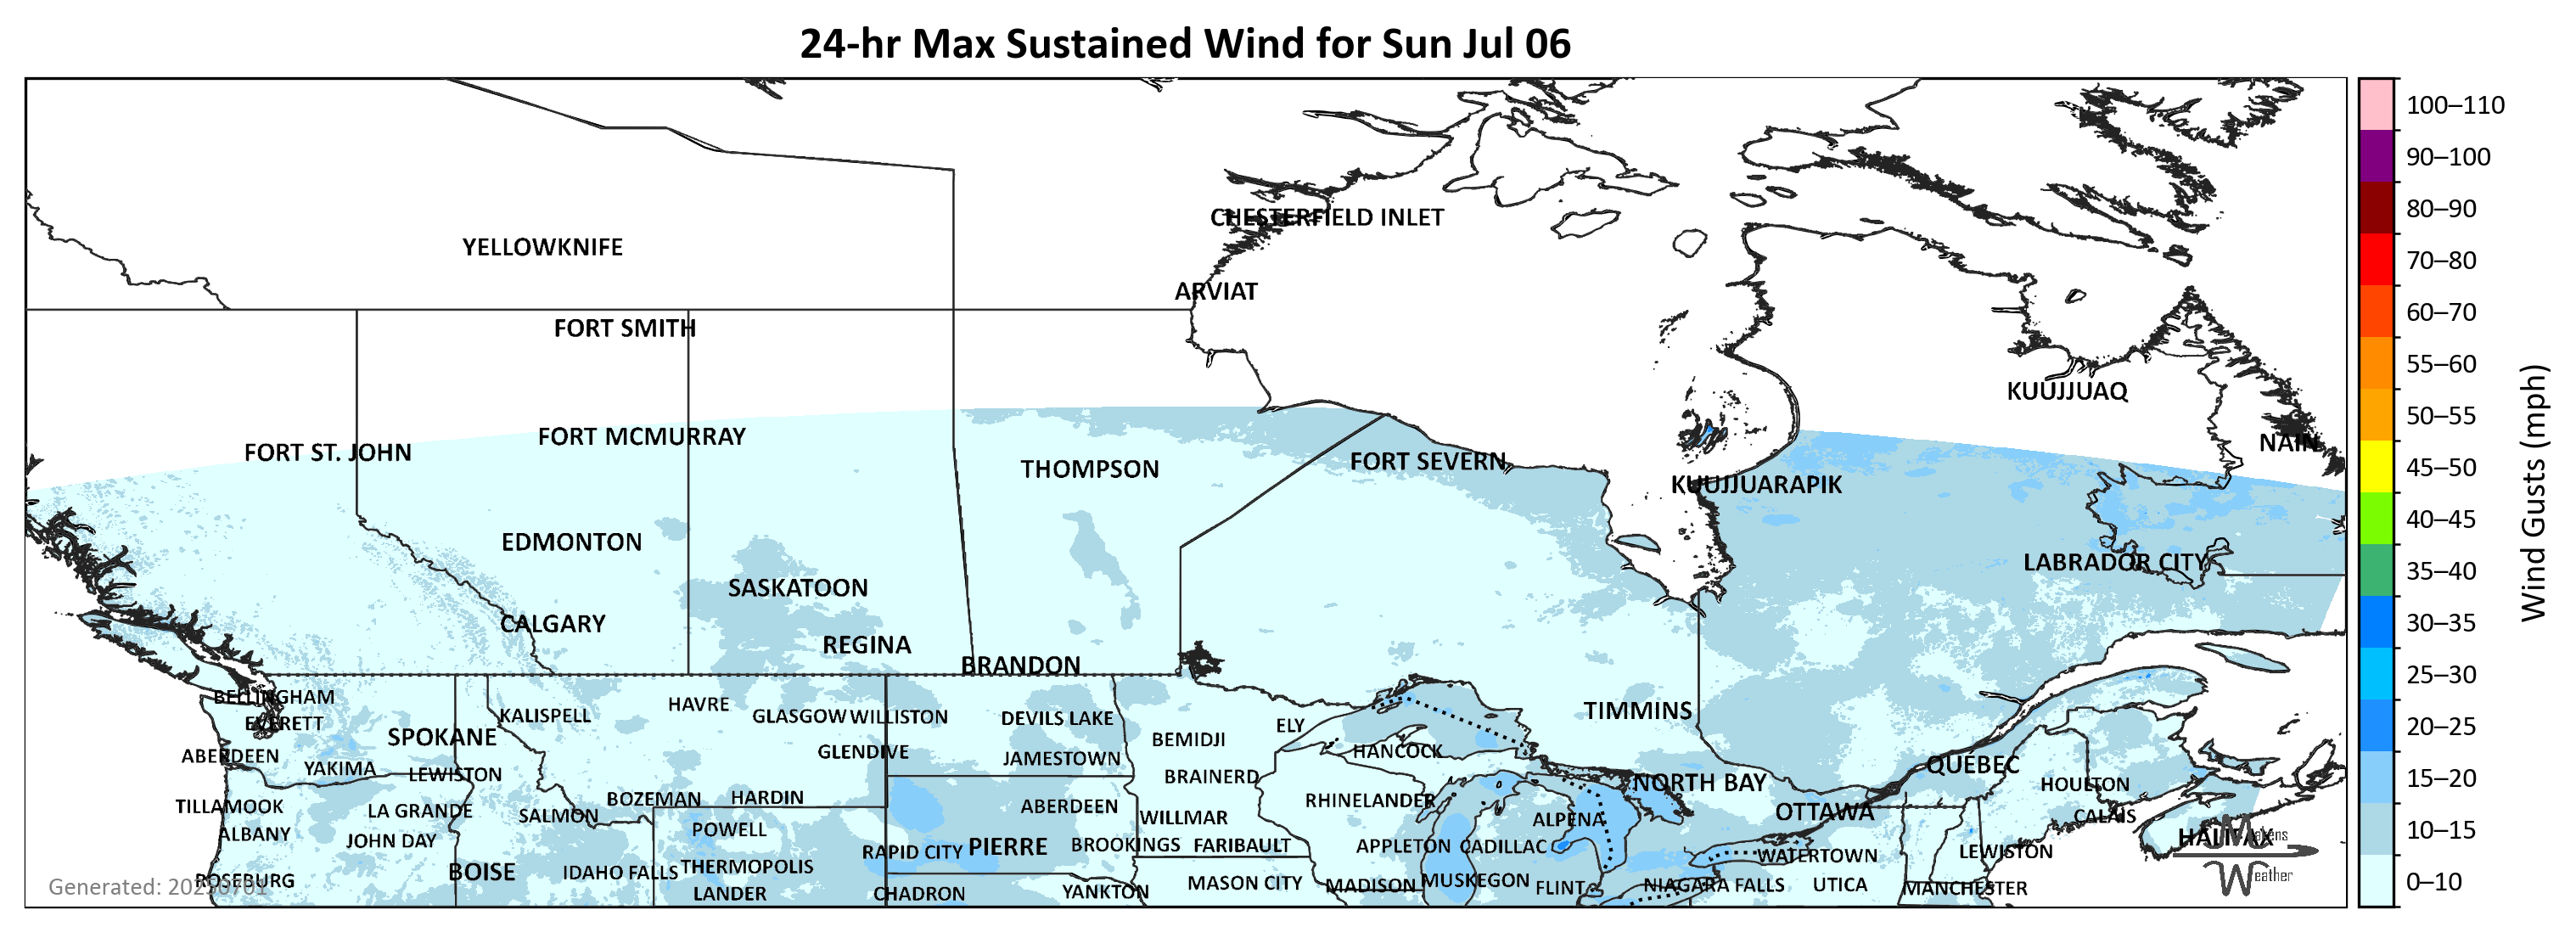 24-hr Max Sustained Wind for Sun Jul 06
100–110
90–100
80–90
70–80
60–70
55–60
50–55
45–50
40–45
35–40
30–35
25–30
20–25
15–20
10–15
0–10
Wind Gusts (mph)
CHESTERFIELD INLET
YELLOWKNIFE
ARVIAT
FORT SMITH
KUUJJUAQ
FORT MCMURRAY
NAIN
FORT ST. JOHN
FORT SEVERN
THOMPSON
KUUJJUARAPIK
EDMONTON
LABRADOR CITY
SASKATOON
CALGARY
REGINA
BRANDON
BELLINGHAM
HAVRE
KALISPELL
GLASGOW
WILLISTON
DEVILS LAKE
TIMMINS
EVERETT
ELY
SPOKANE
BEMIDJI
GLENDIVE
HANCOCK
ABERDEEN
JAMESTOWN
QUÉBEC
YAKIMA
LEWISTON
BRAINERD
NORTH BAY
HOULTON
BOZEMAN
HARDIN
RHINELANDER
TILLAMOOK
LA GRANDE
ABERDEEN
OTTAWA
SALMON
WILLMAR
ALPENA
CALAIS
ALBANY
POWELL
HALIFAX
Makens
Weather
JOHN DAY
PIERRE
BROOKINGS
FARIBAULT
APPLETON
CADILLAC
RAPID CITY
LEWISTON
WATERTOWN
BOISE
IDAHO FALLS
THERMOPOLIS
ROSEBURG
MUSKEGON
MASON CITY
MADISON
FLINT
NIAGARA FALLS
UTICA
MANCHESTER
LANDER
CHADRON
YANKTON
Generated: 20250701